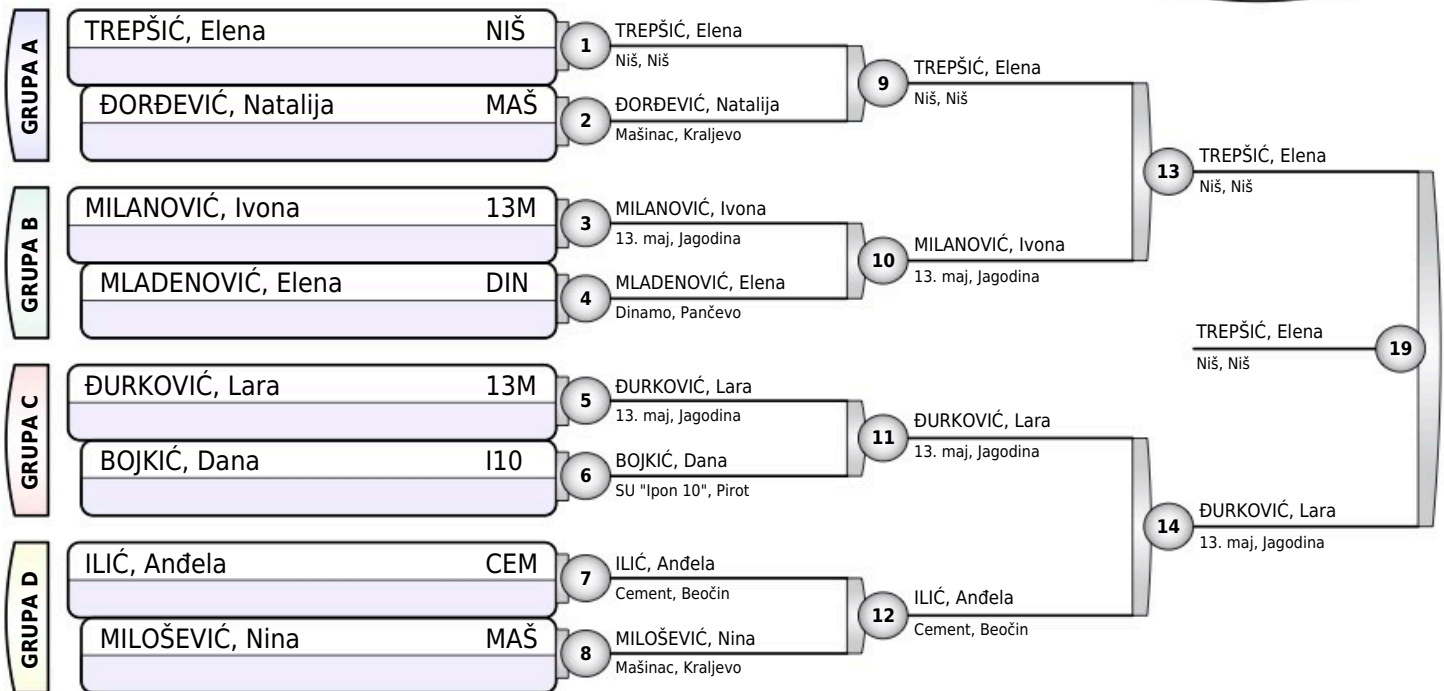 GRUPA A
TREPŠIĆ, Elena NIŠ
ĐORĐEVIĆ, Natalija MAŠ
GRUPA B
MILANOVIĆ, Ivona 13M
MLADENOVIĆ, Elena DIN
GRUPA C
ĐURKOVIĆ, Lara 13M
BOJKIĆ, Dana I10
GRUPA D
ILIĆ, Anđela CEM
MILOŠEVIĆ, Nina MAŠ
1
TREPŠIĆ, Elena
Niš, Niš
2
ĐORĐEVIĆ, Natalija
Mašinac, Kraljevo
3
MILANOVIĆ, Ivona
13. maj, Jagodina
4
MLADENOVIĆ, Elena
Dinamo, Pančevo
5
ĐURKOVIĆ, Lara
13. maj, Jagodina
6
BOJKIĆ, Dana
SU "Ipon 10", Pirot
7
ILIĆ, Anđela
Cement, Beočin
8
MILOŠEVIĆ, Nina
Mašinac, Kraljevo
9
TREPŠIĆ, Elena
Niš, Niš
10
MILANOVIĆ, Ivona
13. maj, Jagodina
11
ĐURKOVIĆ, Lara
13. maj, Jagodina
12
ILIĆ, Anđela
Cement, Beočin
13
TREPŠIĆ, Elena
Niš, Niš
14
ĐURKOVIĆ, Lara
13. maj, Jagodina
TREPŠIĆ, Elena
Niš, Niš
19